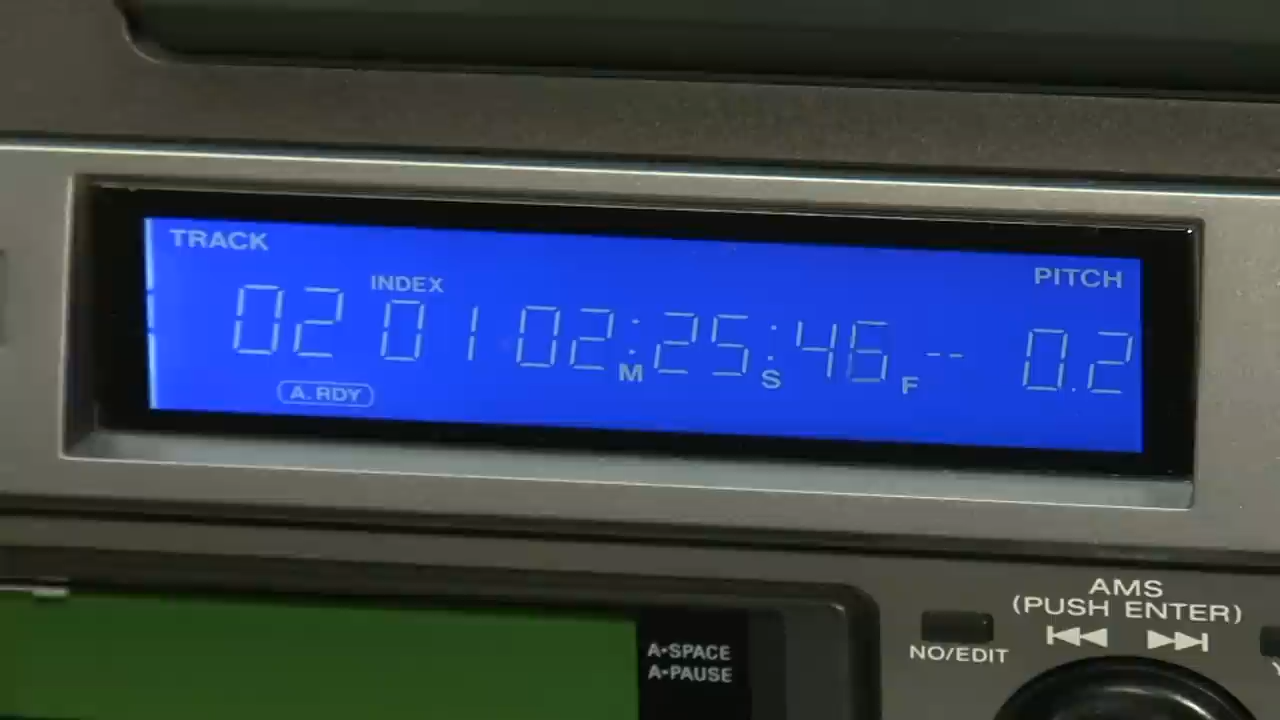 TRACK
INDEX
PITCH
02 01 02:25:46 -- 0.2
M S F
A. RDY
AMS
(PUSH ENTER)
NO/EDIT
A•SPACE
A•PAUSE